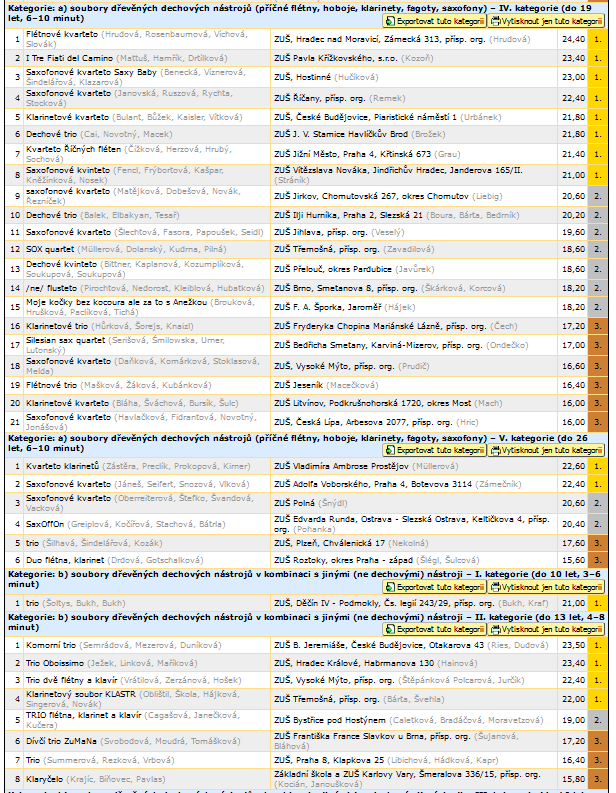 Kategorie: a) soubory dřevěných dechových nástrojů (příčné flétny, hoboje, klarinety, fagoty, saxofony) – IV. kategorie (do 19
let, 6–10 minut)
Exportovat tuto kategorii Vytisknout jen tuto kategorii
1 Flétnové kvarteto (Hrudová, Rosenbaumová, Víchová, Slovák) ZUŠ, Hradec nad Moravicí, Zámecká 313, přísp. org. (Hrudová) 24,40 1.
2 I Tre Fiati del Camino (Mattuš, Hamřík, Drtílková) ZUŠ Pavla Křížkovského, s.r.o. (Kozoň) 23,40 1.
3 Saxofonové kvarteto Saxy Baby (Benecká, Víznerová, Šindelářová, Klazarová) ZUŠ, Hostinné (Hučíková) 23,00 1.
4 Saxofonové kvarteto (Janovská, Ruszová, Rychta, Stocková) ZUŠ Říčany, přísp. org. (Remek) 22,40 1.
5 Klarinetové kvarteto (Bulant, Bůžek, Kaisler, Vítková) ZUŠ, České Budějovice, Piaristické náměstí 1 (Urbánek) 21,80 1.
6 Dechové trio (Cai, Novotný, Macek) ZUŠ J. V. Stamice Havlíčkův Brod (Brožek) 21,80 1.
7 Kvarteto Říčných fléten (Čížková, Herzová, Hrubý, Sochová) ZUŠ Jižní Město, Praha 4, Křtinská 673 (Grau) 21,40 1.
8 Saxofonové kvinteto (Fencl, Frýbortová, Kašpar, Kněžínková, Nosek) ZUŠ Vítězslava Nováka, Jindřichův Hradec, Janderova 165/II. (Stráník) 21,00 1.
9 saxofonové kvarteto (Matějková, Dobešová, Novák, Řezníček) ZUŠ Jirkov, Chomutovská 267, okres Chomutov (Liebig) 20,60 2.
10 Dechové trio (Balek, Elbakyan, Tesař) ZUŠ Ilji Hurníka, Praha 2, Slezská 21 (Boura, Bárta, Bedrník) 20,20 2.
11 Saxofonové kvarteto (Šlechtová, Fasora, Papoušek, Seidl) ZUŠ Jihlava, přísp. org. (Veselý) 19,60 2.
12 SOX quartet (Müllerová, Dolanský, Kudrna, Pilná) ZUŠ Třemošná, přísp. org. (Zavadilová) 18,60 2.
13 Dechové kvinteto (Bittner, Kaplanová, Kozumplíková, Soukupová, Soukupová) ZUŠ Přelouč, okres Pardubice (Javůrek) 18,60 2.
14 /ne/ flusteto (Pirochtová, Nedorost, Kleiblová, Hubatková) ZUŠ Brno, Smetanova 8, přísp. org. (Škárková, Korcová) 18,20 2.
15 Moje kočky bez kocoura ale za to s Anežkou (Brouková, Hrušková, Paclíková, Tichá) ZUŠ F. A. Šporka, Jaroměř (Hájek) 18,20 2.
16 Klarinetové trio (Hůrková, Šorejs, Knaizl) ZUŠ Fryderyka Chopina Mariánské Lázně, přísp. org. (Čech) 17,20 3.
17 Silesian sax quartet (Serišová, Šmilowska, Urner, Lutonský) ZUŠ Bedřicha Smetany, Karviná-Mizerov, přísp. org. (Ondečko) 17,00 3.
18 Saxofonové kvarteto (Daňková, Komárková, Stoklasová, Melda) ZUŠ, Vysoké Mýto, přísp. org. (Prudič) 16,60 3.
19 Flétnové trio (Mašková, Žáková, Kubánková) ZUŠ Jeseník (Macečková) 16,40 3.
20 Klarinetové kvarteto (Bláha, Šváchová, Bursík, Šulc) ZUŠ Litvínov, Podkrušnohorská 1720, okres Most (Mach) 16,00 3.
21 Saxofonové kvarteto (Havlačková, Fidrantová, Novotný, Jonášová) ZUŠ, Česká Lípa, Arbesova 2077, přísp. org. (Hric) 16,00 3.
Kategorie: a) soubory dřevěných dechových nástrojů (příčné flétny, hoboje, klarinety, fagoty, saxofony) – V. kategorie (do 26
let, 6–10 minut)
Exportovat tuto kategorii Vytisknout jen tuto kategorii
1 Kvarteto klarinetů (Zástěra, Preclík, Prokopová, Kirner) ZUŠ Vladimíra Ambrose Prostějov (Müllerová) 22,60 1.
2 Saxofonové kvarteto (Jáneš, Seifert, Snozová, Vlková) ZUŠ Adolfa Voborského, Praha 4, Botevova 3114 (Zámečník) 22,40 1.
3 Saxofonové kvarteto (Oberreiterová, Štefko, Švandová, Vacková) ZUŠ Polná (Šnýdl) 20,60 2.
4 SaxOffOn (Greiplová, Kočířová, Stachová, Bátrla) ZUŠ Edvarda Runda, Ostrava - Slezská Ostrava, Keltičkova 4, přísp. org. (Pohanka) 20,40 2.
5 trio (Šilhavá, Šindelářová, Kozák) ZUŠ, Plzeň, Chválenická 17 (Nekolná) 17,60 3.
6 Duo flétna, klarinet (Drdová, Gotschalková) ZUŠ Roztoky, okres Praha - západ (Šlégl, Šulcová) 15,60 3.
Kategorie: b) soubory dřevěných dechových nástrojů v kombinaci s jinými (ne dechovými) nástroji – I. kategorie (do 10 let, 3–6
minut)
Exportovat tuto kategorii Vytisknout jen tuto kategorii
1 trio (Šoltys, Bukh, Bukh) ZUŠ, Děčín IV - Podmokly, Čs. legií 243/29, přísp. org. (Bukh, Kraf) 21,00 1.
Kategorie: b) soubory dřevěných dechových nástrojů v kombinaci s jinými (ne dechovými) nástroji – II. kategorie (do 13 let, 4–8
minut)
Exportovat tuto kategorii Vytisknout jen tuto kategorii
1 Komorní trio (Semrádová, Mezerová, Duníková) ZUŠ B. Jeremiáše, České Budějovice, Otakarova 43 (Ries, Dudová) 23,50 1.
2 Trio Oboissimo (Ježek, Linková, Maříková) ZUŠ, Hradec Králové, Habrmanova 130 (Hainová) 23,40 1.
3 Trio dvě flétny a klavír (Vrátilová, Zerzánová, Hošek) ZUŠ, Vysoké Mýto, přísp. org. (Štěpánková Polcarová, Jurčík) 22,40 1.
4 Klarinetový soubor KLASTR (Oblištil, Škola, Hájková, Singerová, Novák) ZUŠ Třemošná, přísp. org. (Bárta, Švehla) 22,00 1.
5 TRIO flétna, klarinet a klavír (Cagašová, Janečková, Kučera) ZUŠ Bystřice pod Hostýnem (Caletková, Bradáčová, Moravetzová) 19,00 2.
6 Dívčí trio ZuMaNa (Svobodová, Moudrá, Tomášková) ZUŠ Františka France Slavkov u Brna, přísp. org. (Šujanová, Bláhová) 17,20 3.
7 Trio (Summerová, Rezková, Vrbová) ZUŠ, Praha 8, Klapkova 25 (Libichová, Hádková, Kapr) 16,40 3.
8 Klaryčelo (Krajíc, Biňovec, Pavlas) Základní škola a ZUŠ Karlovy Vary, Šmeralova 336/15, přísp. org. (Kocián, Janoušková) 15,80 3.